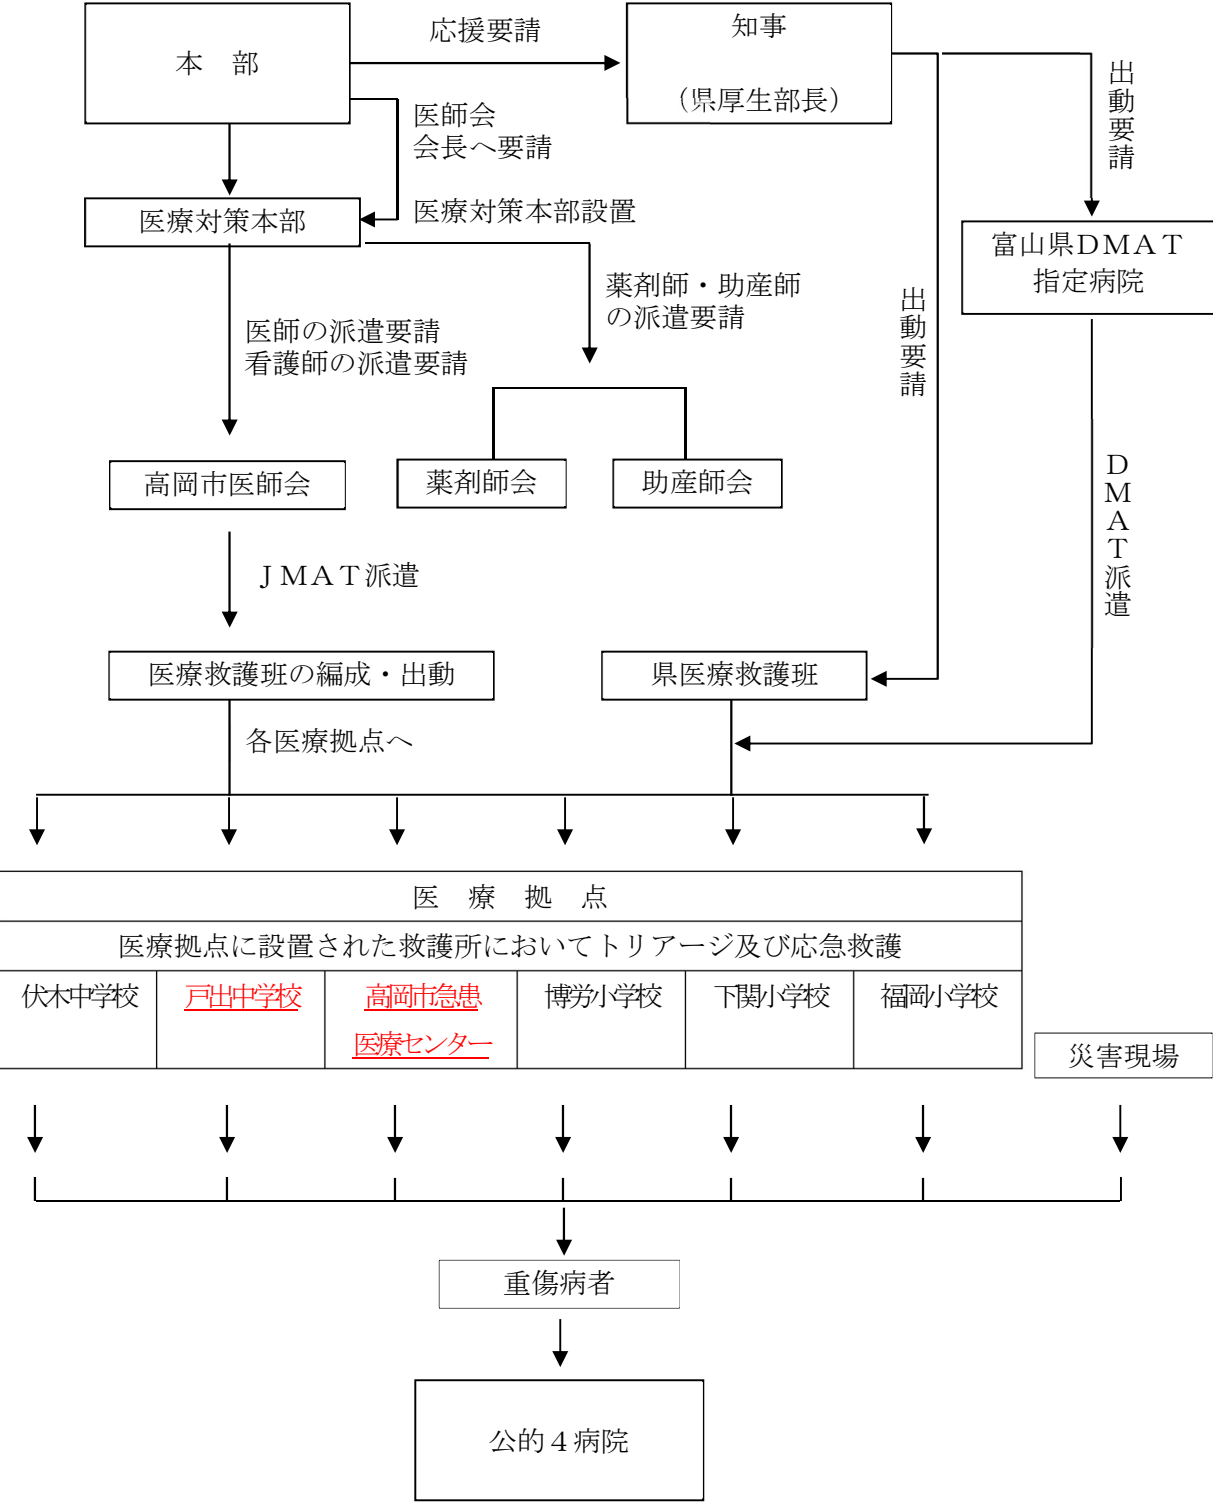 本　部
応援要請
知事
（県厚生部長）
出動要請
医師会
会長へ要請
医療対策本部
医療対策本部設置
富山県ＤＭＡＴ
指定病院
薬剤師・助産師
の派遣要請
出動要請
医師の派遣要請
看護師の派遣要請
高岡市医師会
薬剤師会
助産師会
ＤＭＡＴ派遣
ＪＭＡＴ派遣
医療救護班の編成・出動
県医療救護班
各医療拠点へ
医　療　拠　点
医療拠点に設置された救護所においてトリアージ及び応急救護
伏木中学校
戸出中学校
高岡市急患
医療センター
博労小学校
下関小学校
福岡小学校
災害現場
重傷病者
公的４病院